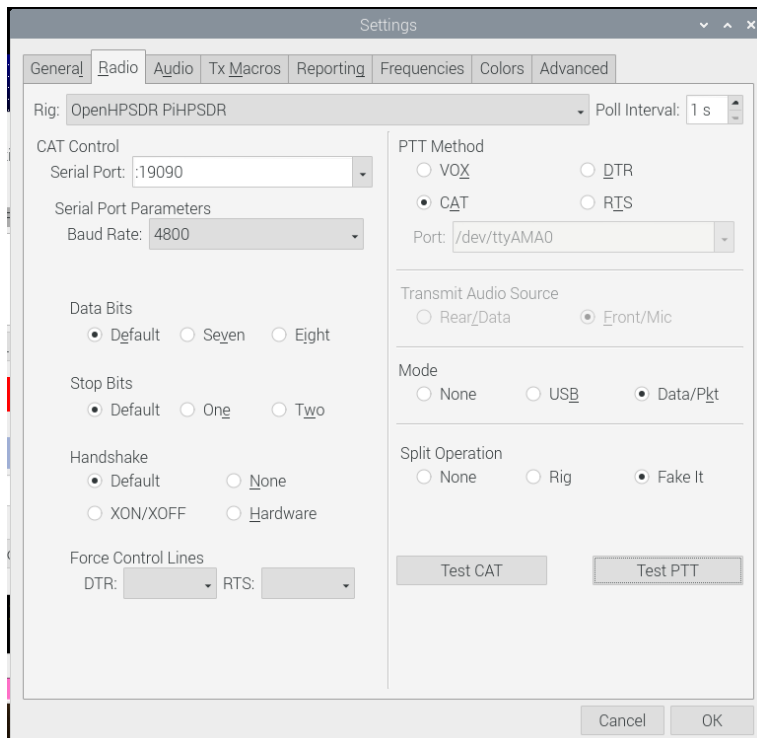 Settings
General Radio Audio Tx Macros Reporting Frequencies Colors Advanced
Rig: OpenHPSDR PiHPSDR Poll Interval: 1 s
CAT Control
Serial Port: :19090
Serial Port Parameters
Baud Rate: 4800
Data Bits
Default Seven Eight
Stop Bits
Default One Two
Handshake
Default None
XON/XOFF Hardware
Force Control Lines
DTR: RTS:
PTT Method
VOX DTR
CAT RTS
Port: /dev/ttyAMA0
Transmit Audio Source
Rear/Data Front/Mic
Mode
None USB Data/Pkt
Split Operation
None Rig Fake It
Test CAT Test PTT
Cancel OK